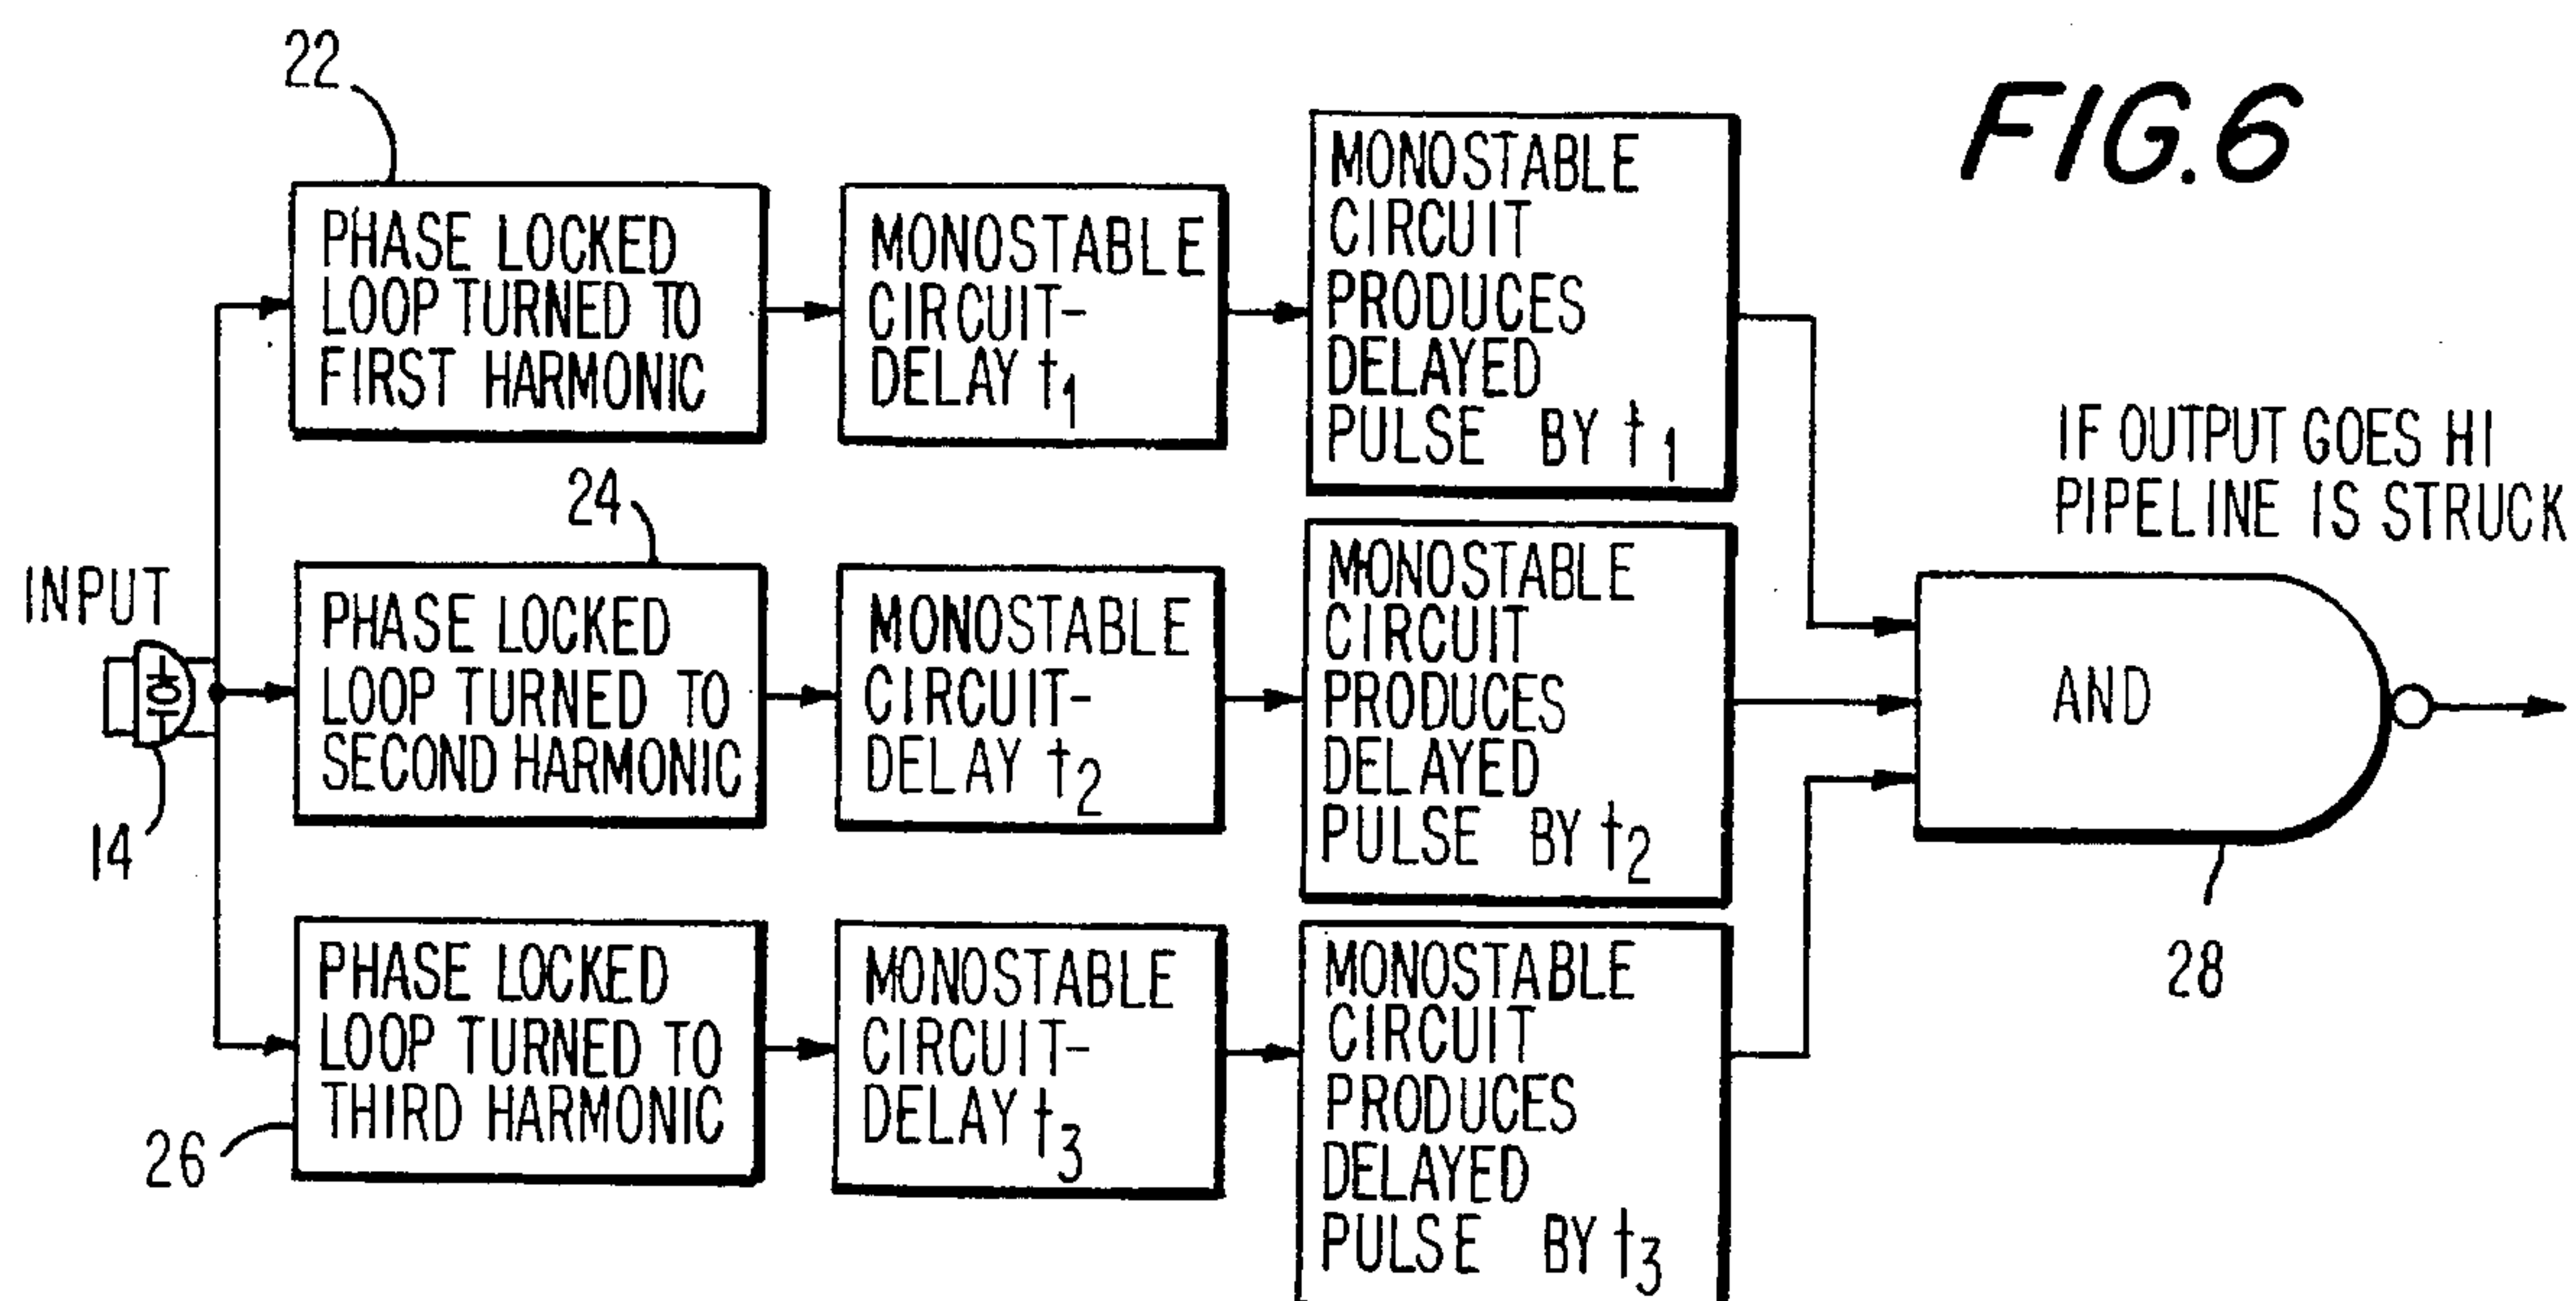 FIG.6
22
PHASE LOCKED
LOOP TURNED TO
FIRST HARMONIC
MONOSTABLE
CIRCUIT-
DELAY t1
MONOSTABLE
CIRCUIT
PRODUCES
DELAYED
PULSE BY t1
INPUT
14
24
PHASE LOCKED
LOOP TURNED TO
SECOND HARMONIC
MONOSTABLE
CIRCUIT-
DELAY t2
MONOSTABLE
CIRCUIT
PRODUCES
DELAYED
PULSE BY t2
IF OUTPUT GOES HI
PIPELINE IS STRUCK
AND
28
26
PHASE LOCKED
LOOP TURNED TO
THIRD HARMONIC
MONOSTABLE
CIRCUIT-
DELAY t3
MONOSTABLE
CIRCUIT
PRODUCES
DELAYED
PULSE BY t3